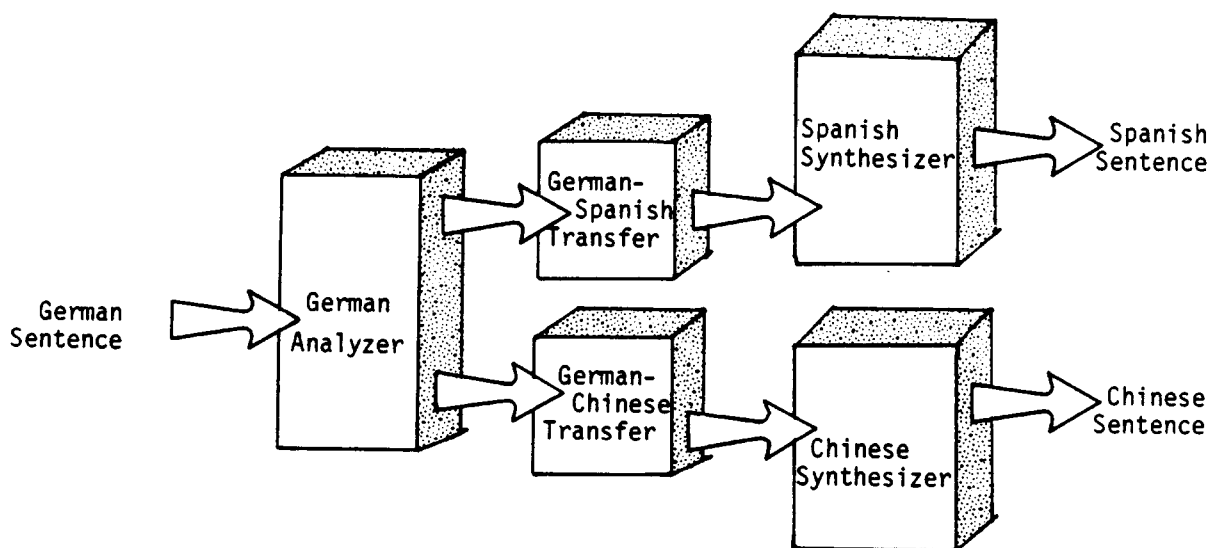 German
Sentence
German
Analyzer
German-
Spanish
Transfer
Spanish
Synthesizer
Spanish
Sentence
German-
Chinese
Transfer
Chinese
Synthesizer
Chinese
Sentence